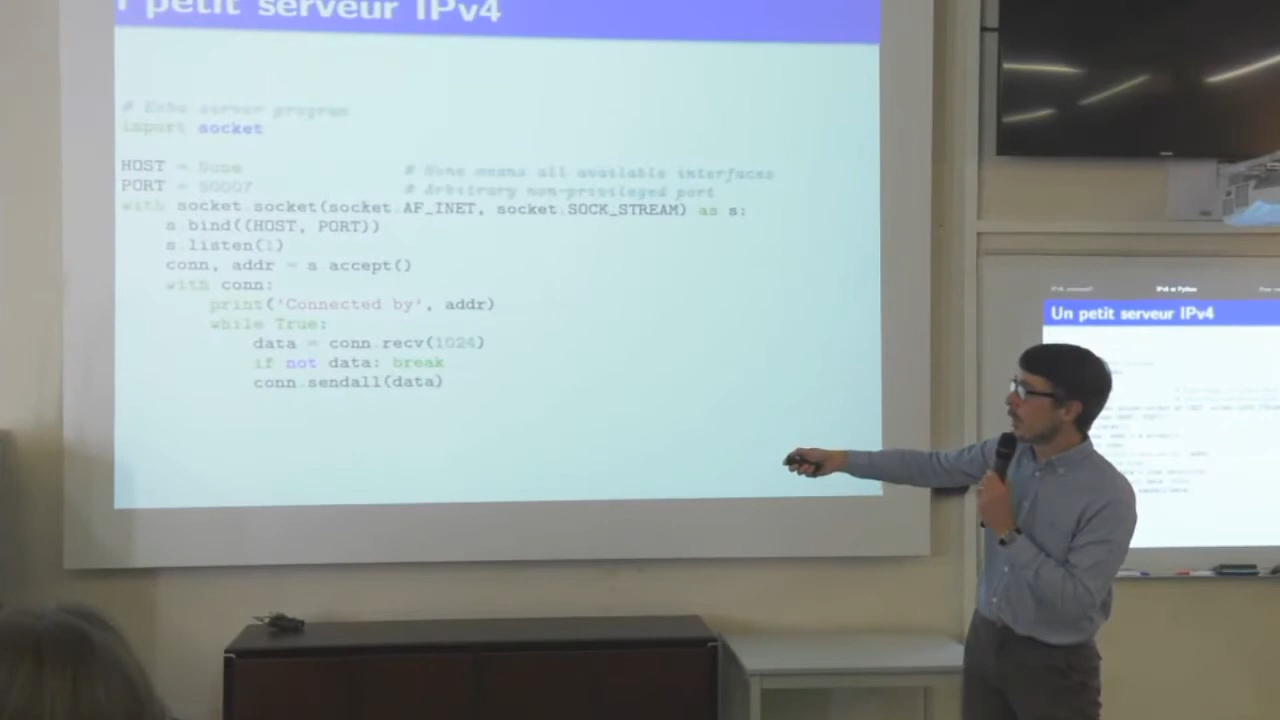 petit serveur IPv4
# Echo server program
import socket
HOST = None # None means all available interfaces
PORT = 50007 # Arbitrary non-privileged port
with socket.socket(socket.AF_INET, socket.SOCK_STREAM) as s:
s.bind((HOST, PORT))
s.listen(1)
conn, addr = s.accept()
with conn:
print('Connected by', addr)
while True:
data = conn.recv(1024)
if not data: break
conn.sendall(data)
IPv6 et Python
Un petit serveur IPv4